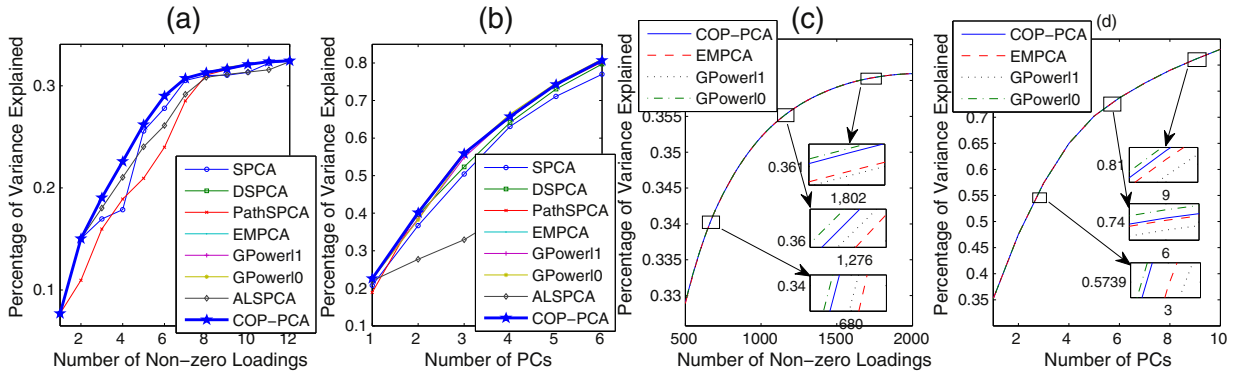 (a)
Percentage of Variance Explained
0.3
0.2
0.1
2 4 6 8 10 12
Number of Non-zero Loadings
SPCA
DSPCA
PathSPCA
EMPCA
GPowerl1
GPowerl0
ALSPCA
COP-PCA
(b)
Percentage of Variance Explained
0.8
0.7
0.6
0.5
0.4
0.3
0.2
0.1
1 2 3 4 5 6
Number of PCs
SPCA
DSPCA
PathSPCA
EMPCA
GPowerl1
GPowerl0
ALSPCA
COP-PCA
(c)
COP-PCA
EMPCA
GPowerl1
GPowerl0
Percentage of Variance Explained
0.355
0.35
0.345
0.34
0.335
0.33
500 1000 1500 2000
Number of Non-zero Loadings
0.361
1,802
0.36
1,276
0.34
680
(d)
COP-PCA
EMPCA
GPowerl1
GPowerl0
Percentage of Variance Explained
0.7
0.65
0.6
0.55
0.5
0.45
0.4
0.35
2 4 6 8 10
Number of PCs
0.81
9
0.74
6
0.5739
3